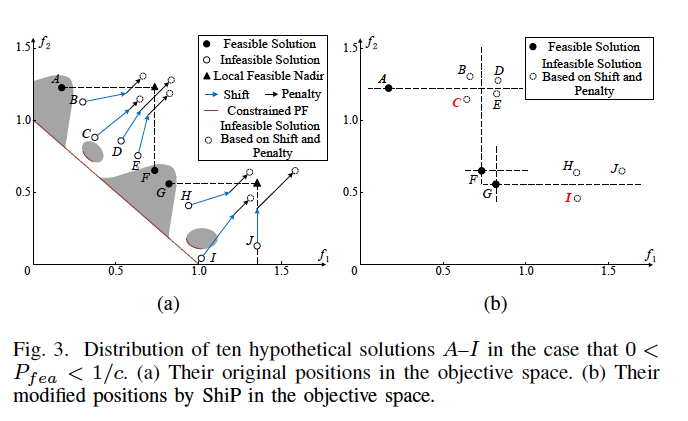 f2
1.5
1.0
0.5
0
0.5
1.0
1.5
f1
A
B
C
D
E
F
G
H
I
J
Feasible Solution
Infeasible Solution
Local Feasible Nadir
Shift
Penalty
Constrained PF
Infeasible Solution
Based on Shift and
Penalty
(a)
f2
1.5
1.0
0.5
0
0.5
1.0
1.5
f1
A
B
C
D
E
F
G
H
I
J
Feasible Solution
Infeasible Solution
Based on Shift and
Penalty
(b)
Fig. 3. Distribution of ten hypothetical solutions A–I in the case that 0 <
Pfea < 1/c. (a) Their original positions in the objective space. (b) Their
modified positions by ShiP in the objective space.